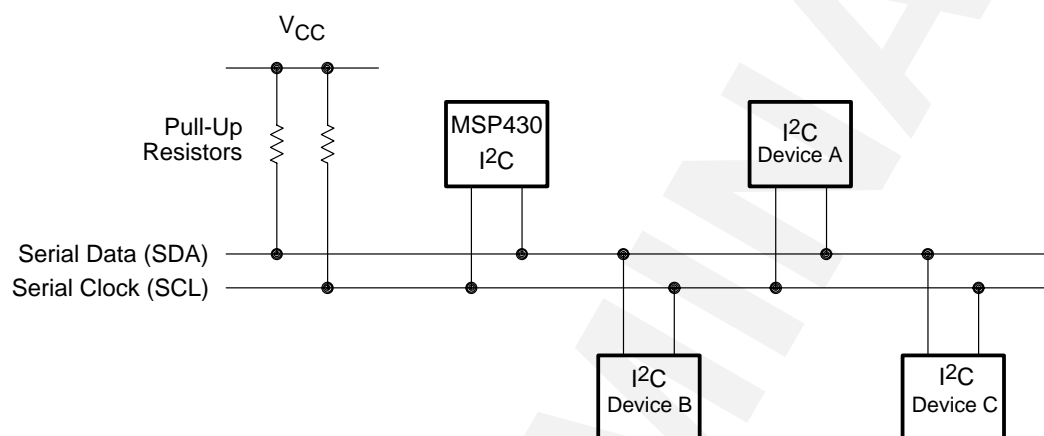 VCC
Pull-Up
Resistors
MSP430
I2C
I2C
Device A
Serial Data (SDA)
Serial Clock (SCL)
I2C
Device B
I2C
Device C